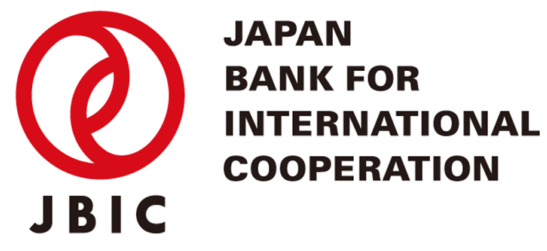 JAPAN
BANK FOR
INTERNATIONAL
COOPERATION
JBIC